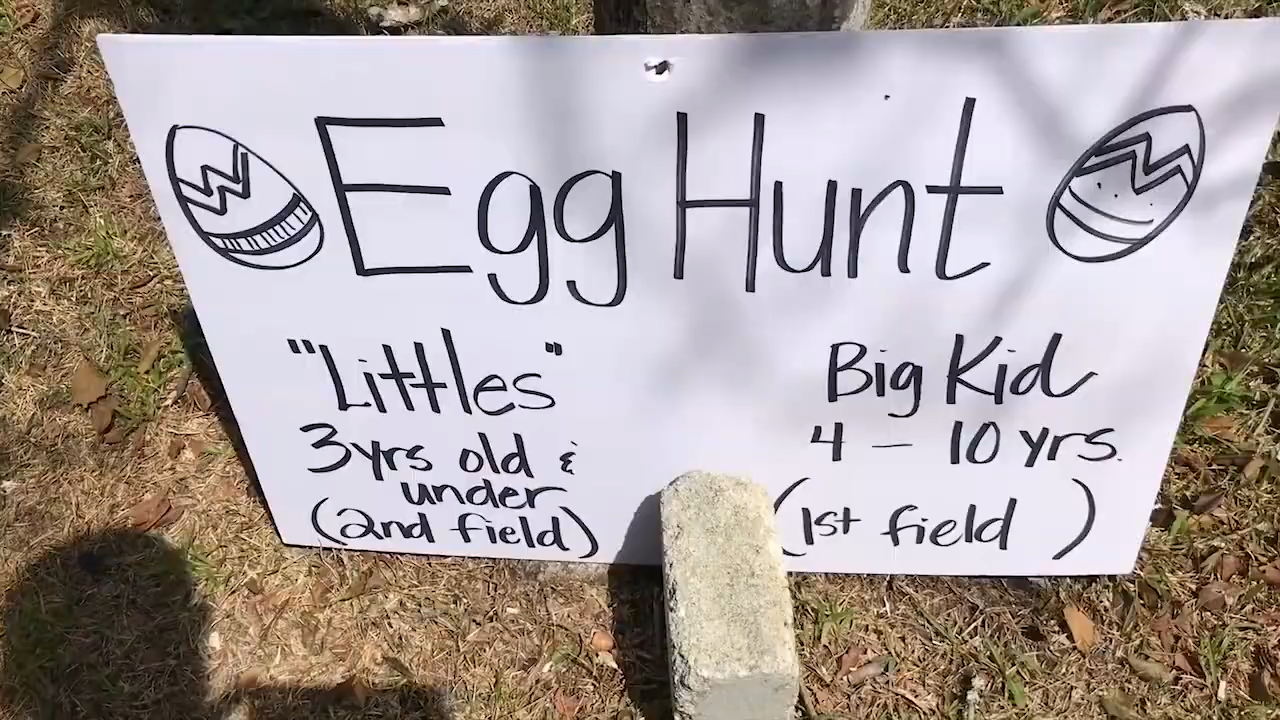 Egg Hunt
"Littles"
3yrs old &
under
(2nd field)
Big Kid
4 - 10 yrs.
(1st field )